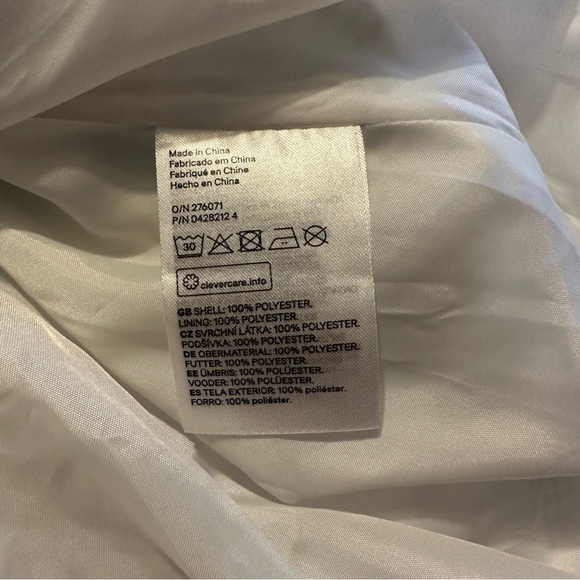 Made in China
Fabricado em China
Fabriqué en Chine
Hecho en China
O/N 276071
P/N 0428212 4
30
clevercare.info
GB SHELL: 100% POLYESTER.
LINING: 100% POLYESTER.
CZ SVRCHNÍ LÁTKA: 100% POLYESTER.
PODŠÍVKA: 100% POLYESTER.
DE OBERMATERIAL: 100% POLYESTER.
FUTTER: 100% POLYESTER.
EE ÜMBRIS: 100% POLÜESTER.
VOODER: 100% POLÜESTER.
ES TELA EXTERIOR: 100% poliéster.
FORRO: 100% poliéster.